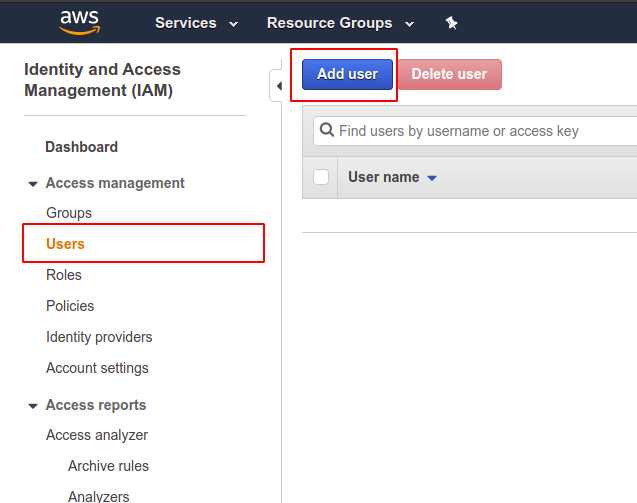 aws
Services
Resource Groups
Identity and Access
Management (IAM)
Dashboard
Access management
Groups
Users
Roles
Policies
Identity providers
Account settings
Access reports
Access analyzer
Archive rules
Analyzers
Add user
Delete user
Find users by username or access key
User name